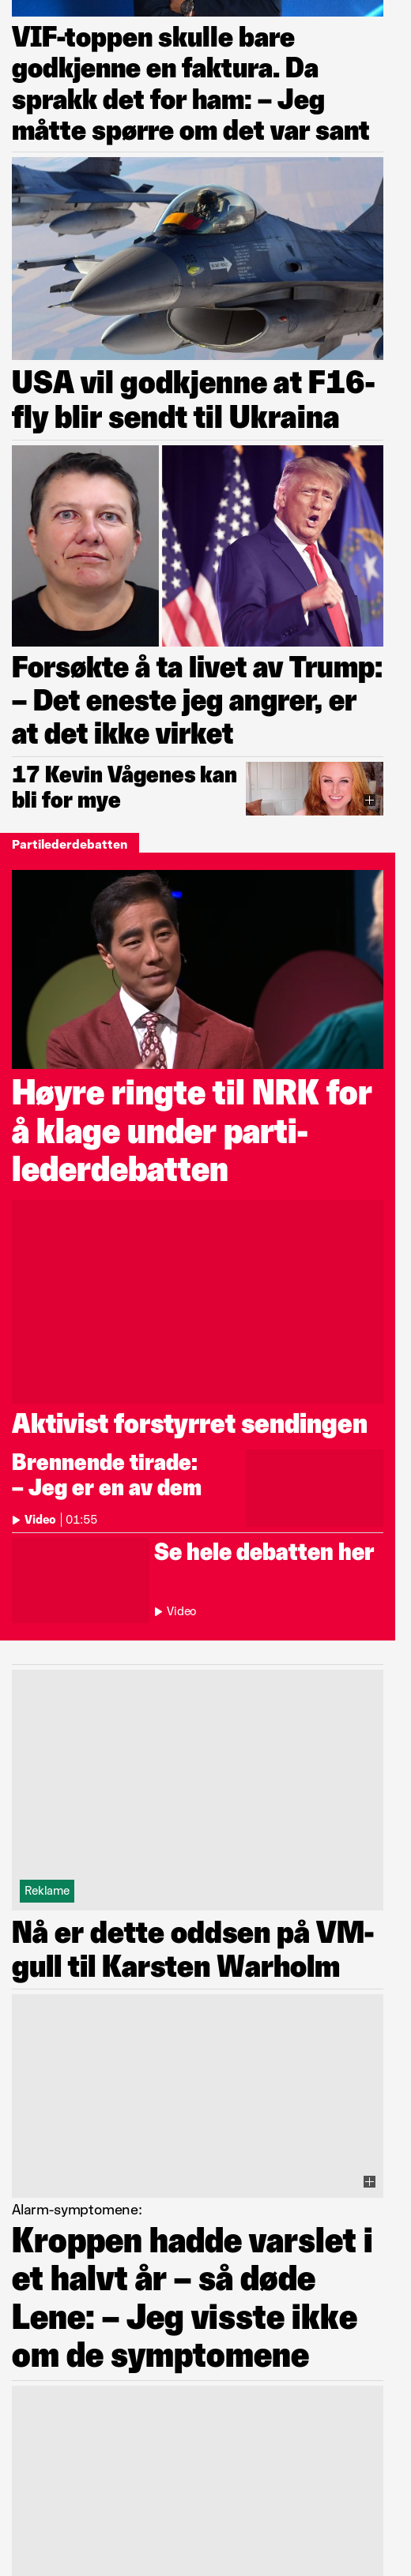 VIF-toppen skulle bare
godkjenne en faktura. Da
sprakk det for ham: – Jeg
måtte spørre om det var sant
USA vil godkjenne at F16-
fly blir sendt til Ukraina
Forsøkte å ta livet av Trump:
– Det eneste jeg angrer, er
at det ikke virket
17 Kevin Vågenes kan
bli for mye
Partilederdebatten
Høyre ringte til NRK for
å klage under parti-
lederdebatten
Aktivist forstyrret sendingen
Brennende tirade:
– Jeg er en av dem
Video | 01:55
Se hele debatten her
Video
Reklame
Nå er dette oddsen på VM-
gull til Karsten Warholm
Alarm-symptomene:
Kroppen hadde varslet i
et halvt år – så døde
Lene: – Jeg visste ikke
om de symptomene